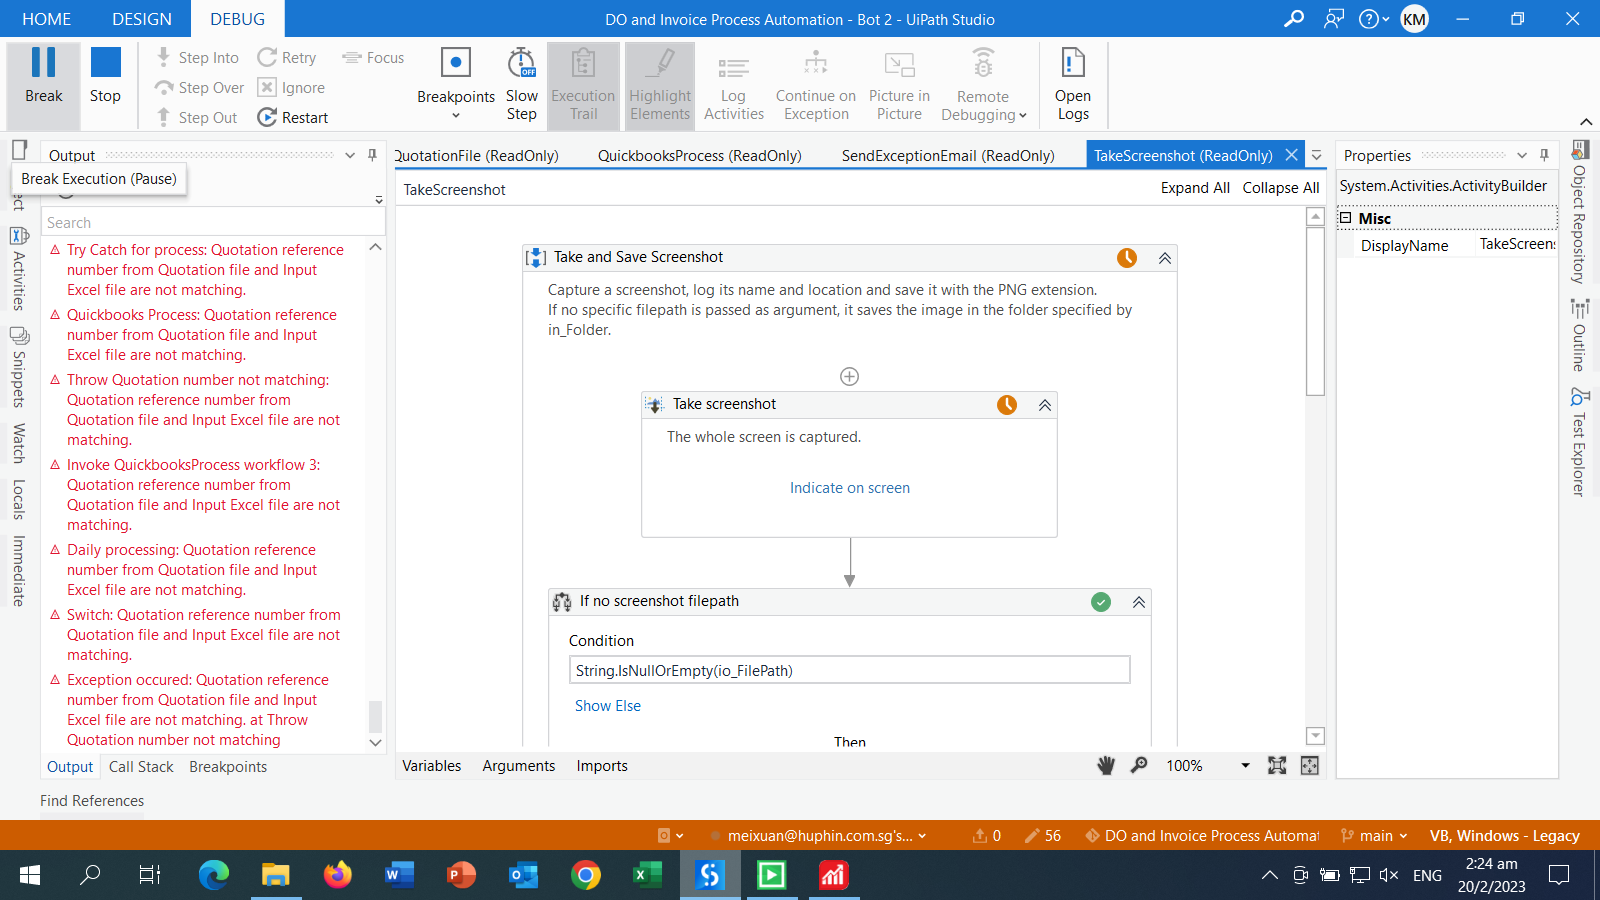 HOME DESIGN DEBUG DO and Invoice Process Automation - Bot 2 - UiPath Studio KM
Break
Stop
Step Into
Step Over
Step Out
Retry
Ignore
Restart
Focus
Breakpoints
Slow
Step
OFF
Execution
Trail
Highlight
Elements
Log
Activities
Continue on
Exception
Picture in
Picture
Remote
Debugging
Open
Logs
Output
Break Execution (Pause)
Search
Try Catch for process: Quotation reference
number from Quotation file and Input
Excel file are not matching.
Quickbooks Process: Quotation reference
number from Quotation file and Input
Excel file are not matching.
Throw Quotation number not matching:
Quotation reference number from
Quotation file and Input Excel file are not
matching.
Invoke QuickbooksProcess workflow 3:
Quotation reference number from
Quotation file and Input Excel file are not
matching.
Daily processing: Quotation reference
number from Quotation file and Input
Excel file are not matching.
Switch: Quotation reference number from
Quotation file and Input Excel file are not
matching.
Exception occured: Quotation reference
number from Quotation file and Input
Excel file are not matching. at Throw
Quotation number not matching
Output Call Stack Breakpoints
Find References
ect
Activities
Snippets
Watch
Locals
Immediate
QuotationFile (ReadOnly) QuickbooksProcess (ReadOnly) SendExceptionEmail (ReadOnly) TakeScreenshot (ReadOnly)
TakeScreenshot Expand All Collapse All
Take and Save Screenshot
Capture a screenshot, log its name and location and save it with the PNG extension.
If no specific filepath is passed as argument, it saves the image in the folder specified by
in_Folder.
Take screenshot
The whole screen is captured.
Indicate on screen
If no screenshot filepath
Condition
String.IsNullOrEmpty(io_FilePath)
Show Else
Then
Variables Arguments Imports 100%
Properties
System.Activities.ActivityBuilder
Misc
DisplayName TakeScreens
Object Repository
Outline
Test Explorer
meixuan@huphin.com.sg's... 0 56 DO and Invoice Process Automat main VB, Windows - Legacy
ENG
2:24 am
20/2/2023